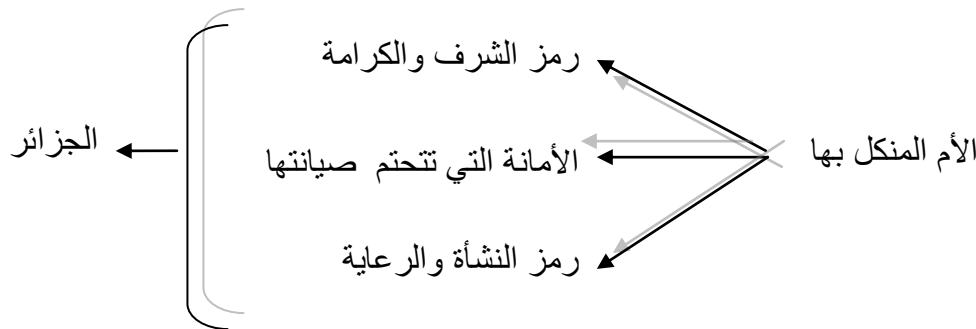 رمز الشرف والكرامة
الأم المنكل بها
الأمانة التي تتحتم صيانتها
الجزائر
رمز النشأة والرعاية